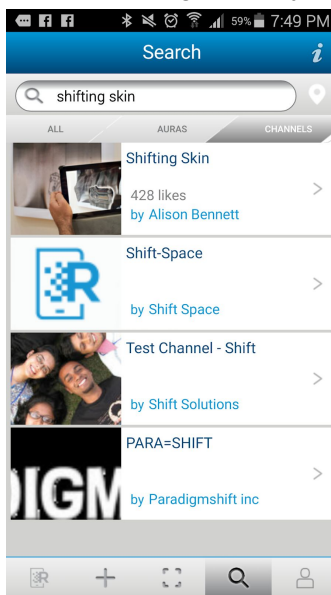 59% 7:49 PM
Search
shifting skin
ALL AURAS CHANNELS
Shifting Skin
428 likes
by Alison Bennett
Shift-Space
by Shift Space
Test Channel - Shift
by Shift Solutions
PARA=SHIFT
DIGM
by Paradigmshift inc